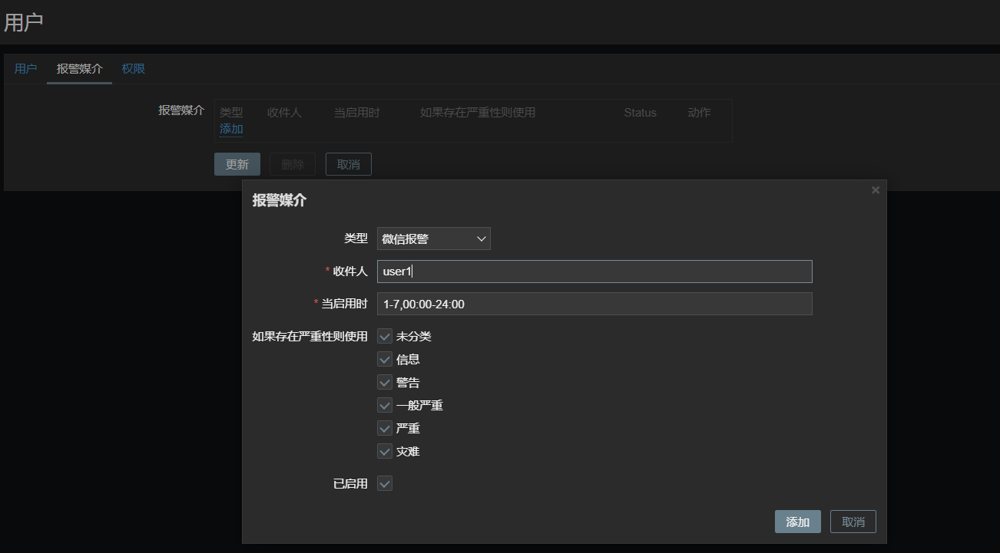 用户
用户 报警媒介 权限
报警媒介 类型 收件人 当启用时 如果存在严重性则使用 Status 动作
添加
更新 删除 取消
报警媒介
类型 微信报警
* 收件人 user1
* 当启用时 1-7,00:00-24:00
如果存在严重性则使用 未分类
信息
警告
一般严重
严重
灾难
已启用
添加 取消